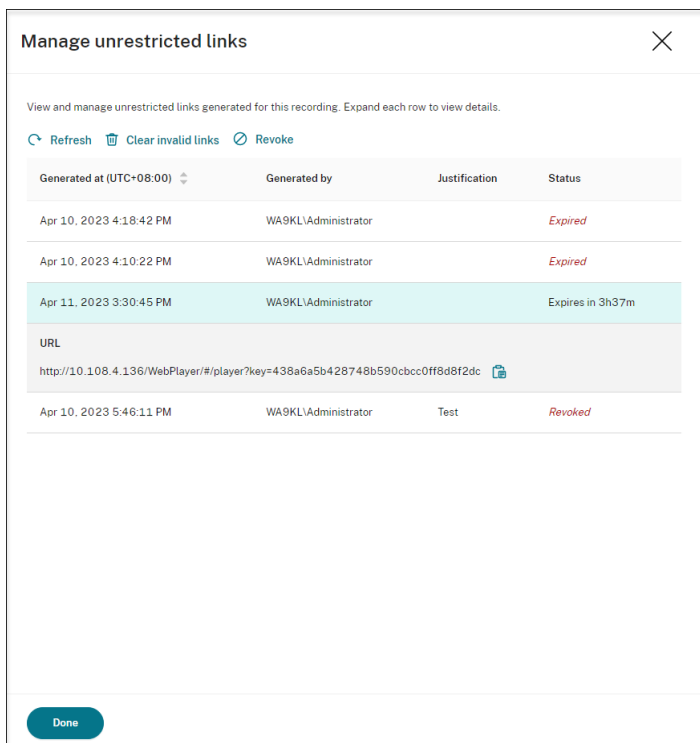 Manage unrestricted links
View and manage unrestricted links generated for this recording. Expand each row to view details.
Refresh Clear invalid links Revoke
Generated at (UTC+08:00) Generated by Justification Status
Apr 10, 2023 4:18:42 PM WA9KL\Administrator Expired
Apr 10, 2023 4:10:22 PM WA9KL\Administrator Expired
Apr 11, 2023 3:30:45 PM WA9KL\Administrator Expires in 3h37m
URL
http://10.108.4.136/WebPlayer/#/player?key=438a6a5b428748b590cbcc0ff8d8f2dc
Apr 10, 2023 5:46:11 PM WA9KL\Administrator Test Revoked
Done